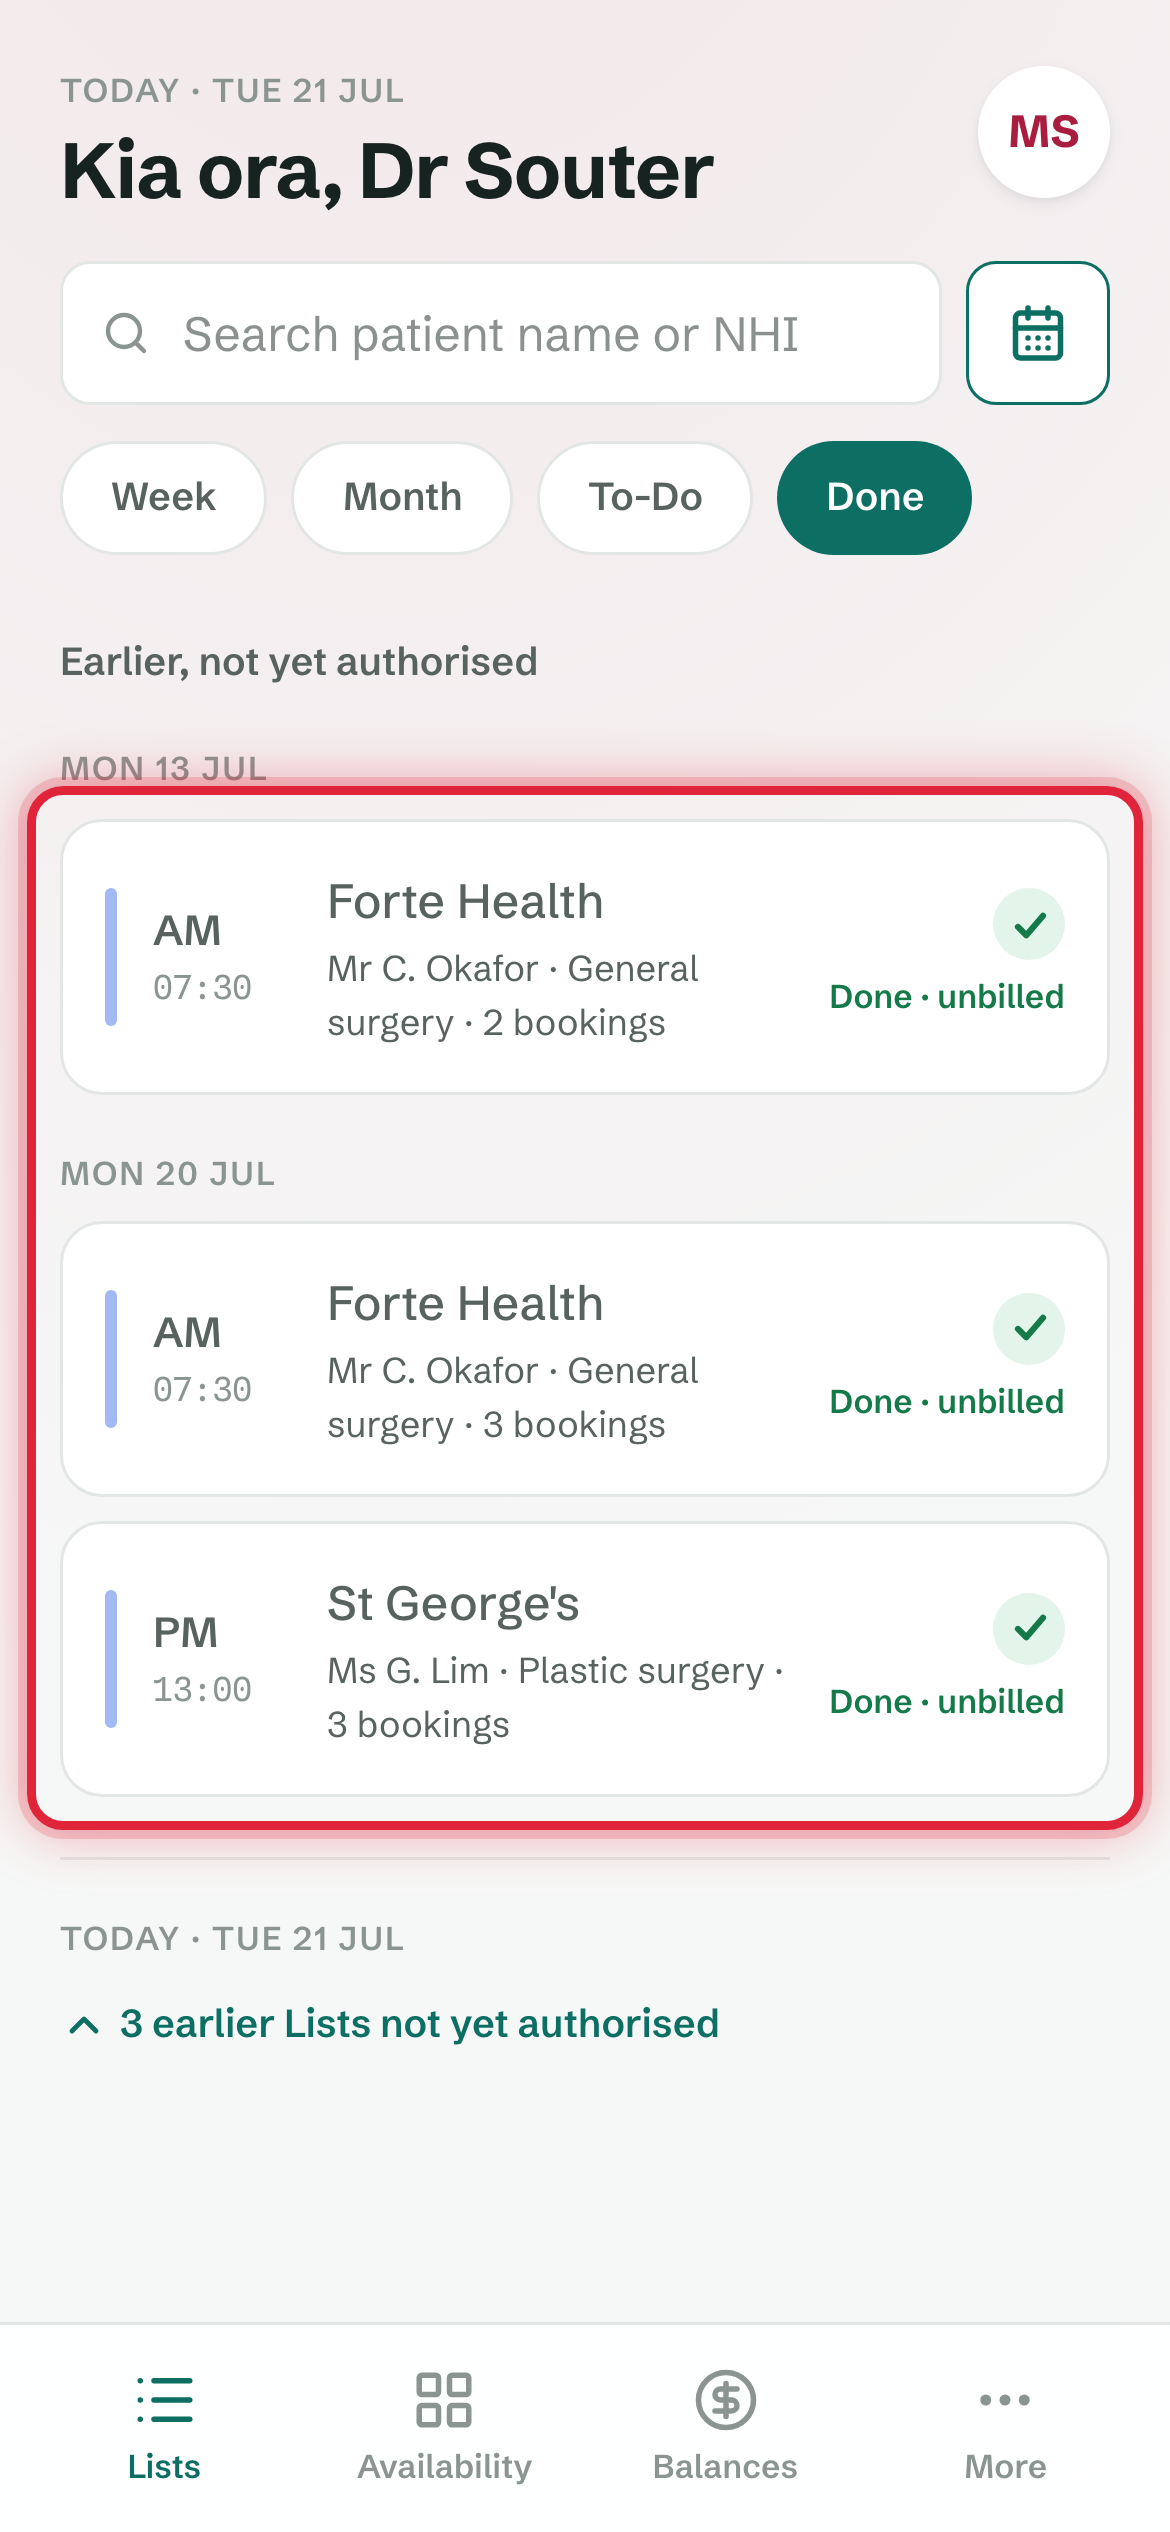 TODAY · TUE 21 JUL
Kia ora, Dr Souter
MS
Search patient name or NHI
Week
Month
To-Do
Done
Earlier, not yet authorised
MON 13 JUL
AM
07:30
Forte Health
Mr C. Okafor · General
surgery · 2 bookings
Done · unbilled
MON 20 JUL
AM
07:30
Forte Health
Mr C. Okafor · General
surgery · 3 bookings
Done · unbilled
PM
13:00
St George's
Ms G. Lim · Plastic surgery ·
3 bookings
Done · unbilled
TODAY · TUE 21 JUL
3 earlier Lists not yet authorised
Lists
Availability
Balances
More